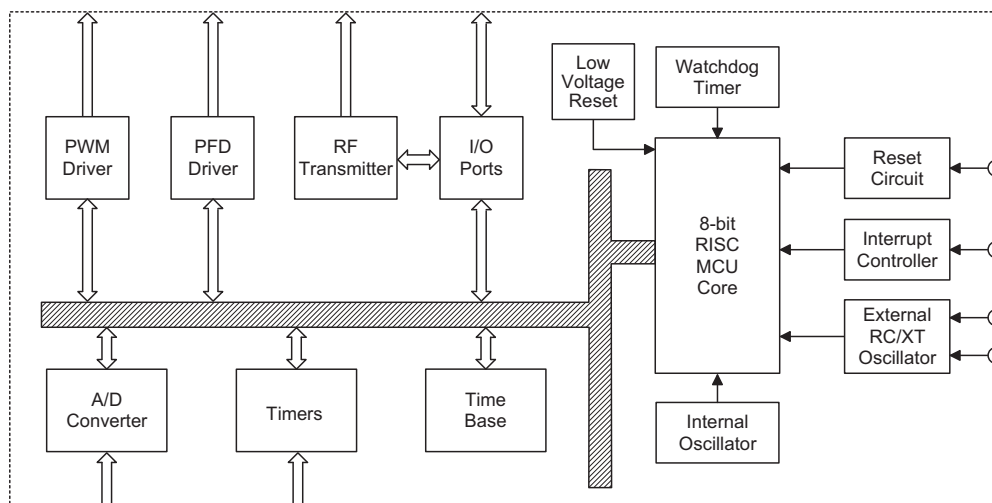 Low
Voltage
Reset
Watchdog
Timer
PWM
Driver
PFD
Driver
RF
Transmitter
I/O
Ports
Reset
Circuit
8-bit
RISC
MCU
Core
Interrupt
Controller
External
RC/XT
Oscillator
A/D
Converter
Timers
Time
Base
Internal
Oscillator